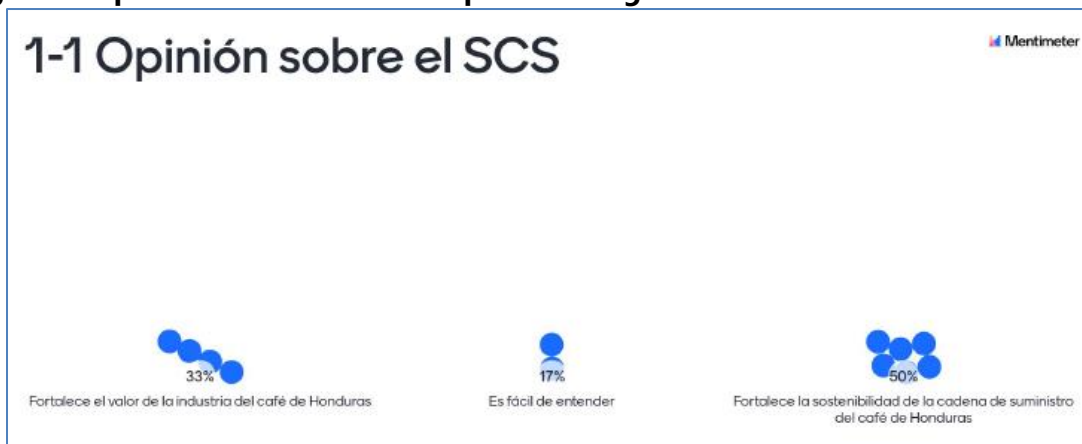 1-1 Opinión sobre el SCS
Mentimeter
33%
Fortalece el valor de la industria del café de Honduras
17%
Es fácil de entender
50%
Fortalece la sostenibilidad de la cadena de suministro
del café de Honduras